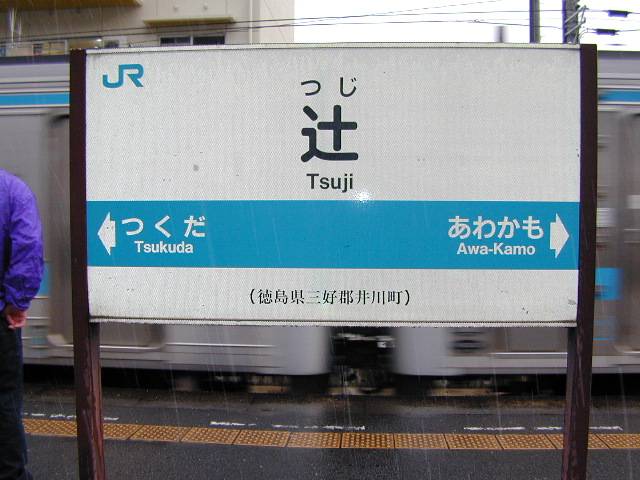 JR
つじ
辻
Tsuji
つくだ
Tsukuda
あわかも
Awa-Kamo
(徳島県三好郡井川町)